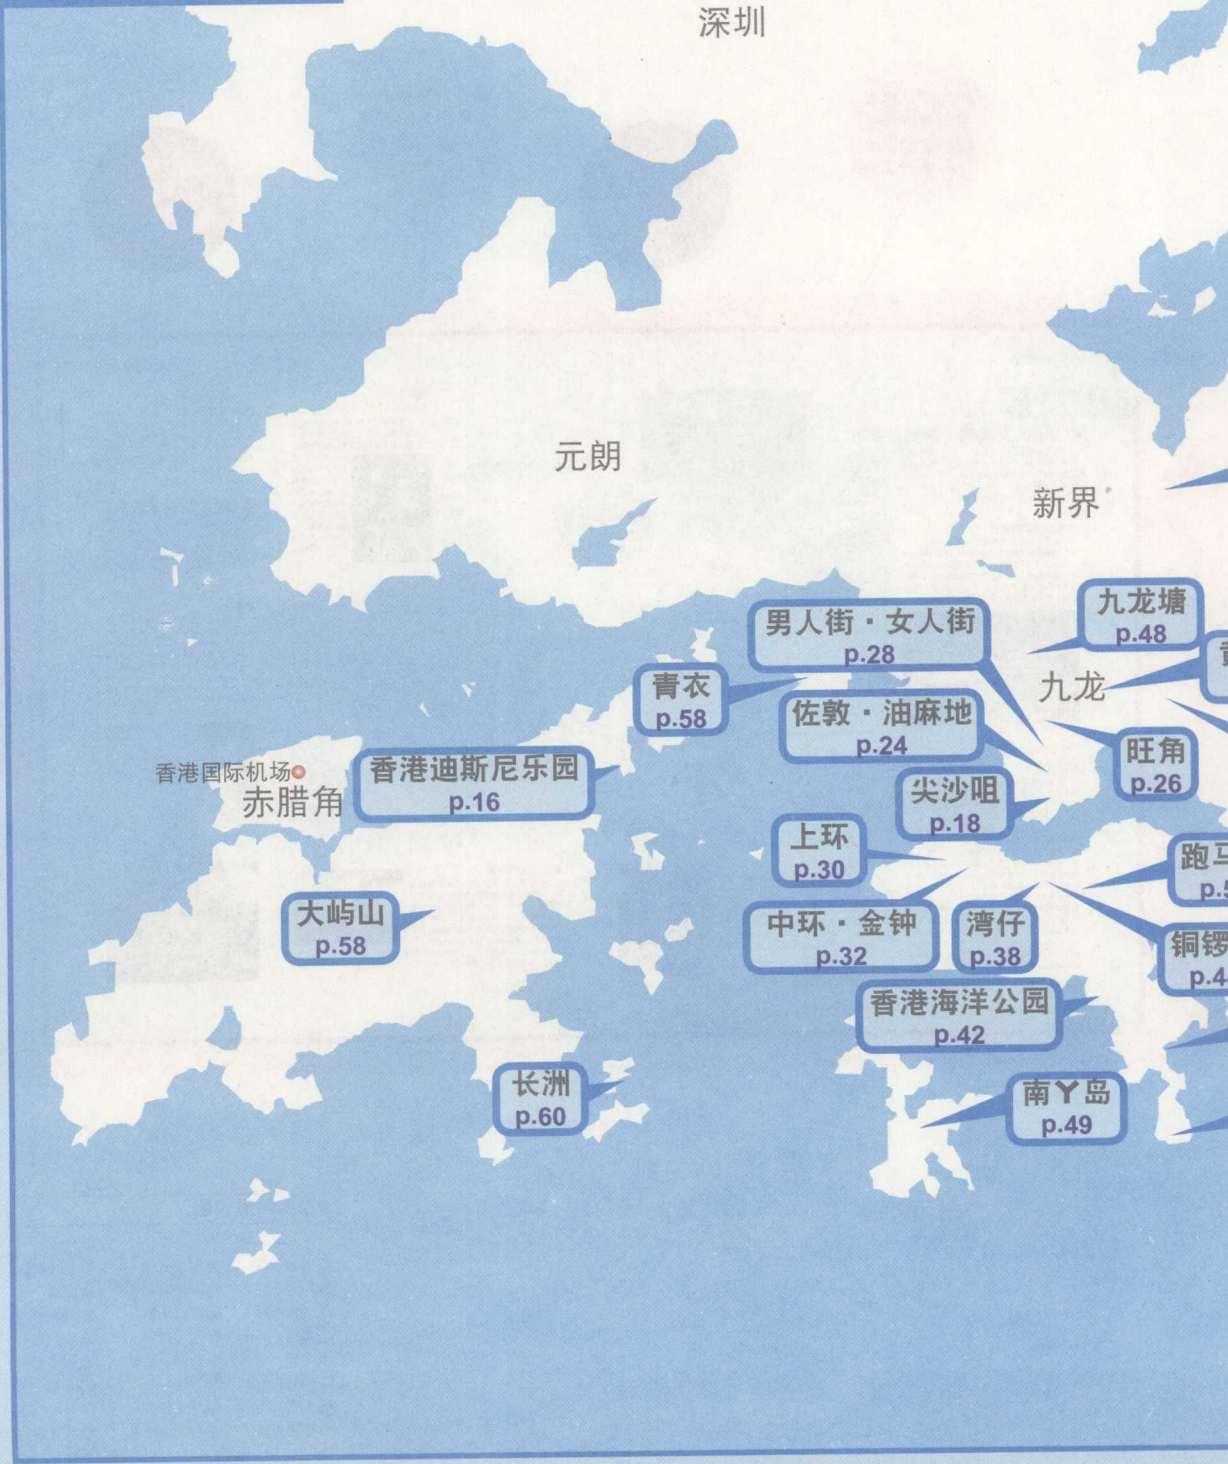 深圳
元朗
新界
九龙塘
p.48
男人街・女人街
p.28
九龙
青衣
p.58
佐敦・油麻地
p.24
旺角
p.26
香港国际机场
赤腊角
香港迪斯尼乐园
p.16
尖沙咀
p.18
上环
p.30
跑马
大屿山
p.58
中环・金钟
p.32
湾仔
p.38
铜锣
香港海洋公园
p.42
长洲
p.60
南丫岛
p.49